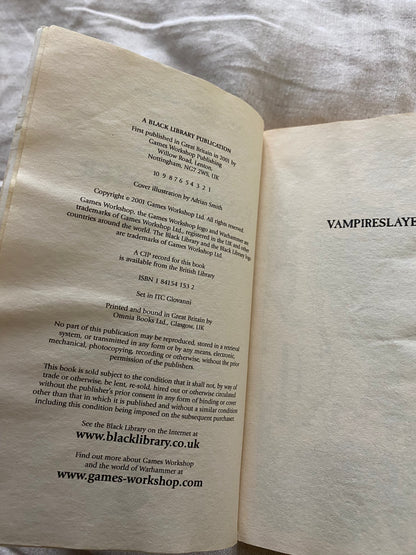 A BLACK LIBRARY PUBLICATION
First published in Great Britain in 2001 by
Games Workshop Publishing
Willow Road, Lenton,
Nottingham, NG7 2WS, UK
10 9 8 7 6 5 4 3 2 1
Cover illustration by Adrian Smith
Copyright © 2001 Games Workshop Ltd. All rights reserved.
Games Workshop, the Games Workshop logo and Warhammer are
trademarks of Games Workshop Ltd., registered in the UK and other
countries around the world. The Black Library and the Black Library logo
are trademarks of Games Workshop Ltd.
A CIP record for this book
is available from the British Library
ISBN 1 84154 153 2
Set in ITC Giovanni
Printed and bound in Great Britain by
Omnia Books Ltd., Glasgow, UK
No part of this publication may be reproduced, stored in a retrieval
system, or transmitted in any form or by any means, electronic,
mechanical, photocopying, recording or otherwise, without the prior
permission of the publishers.
This book is sold subject to the condition that it shall not, by way of
trade or otherwise, be lent, re-sold, hired out or otherwise circulated
without the publisher's prior consent in any form of binding or cover
other than that in which it is published and without a similar condition
including this condition being imposed on the subsequent purchaser.
See the Black Library on the Internet at
www.blacklibrary.co.uk
Find out more about Games Workshop
and the world of Warhammer at
www.games-workshop.com
VAMPIRESLAYE